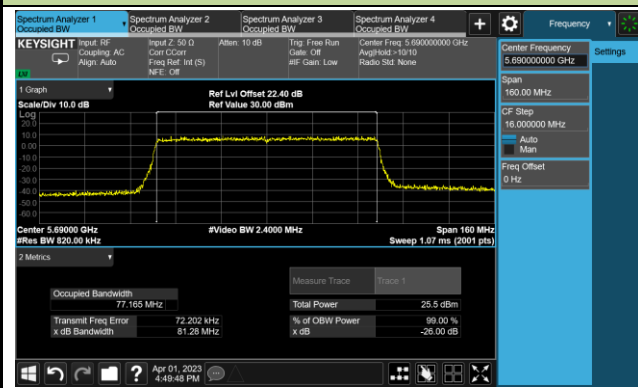 Spectrum Analyzer 1
Occupied BW
Spectrum Analyzer 2
Occupied BW
Spectrum Analyzer 3
Occupied BW
Spectrum Analyzer 4
Occupied BW
+
Frequency
KEYSIGHT
Input: RF
Coupling: AC
Align: Auto
Input Z: 50 Ω
Corr CCorr
Freq Ref: Int (S)
NFE: Off
Atten: 10 dB
Trig: Free Run
Gate: Off
#IF Gain: Low
Center Freq: 5.690000000 GHz
Avg|Hold:>10/10
Radio Std: None
Center Frequency
5.690000000 GHz
Settings
Span
160.00 MHz
CF Step
16.000000 MHz
Auto
Man
Freq Offset
0 Hz
1 Graph
Scale/Div 10.0 dB
Ref Lvl Offset 22.40 dB
Ref Value 30.00 dBm
Log
20.0
10.0
0.00
-10.0
-20.0
-30.0
-40.0
-50.0
-60.0
Center 5.69000 GHz
#Res BW 820.00 kHz
#Video BW 2.4000 MHz
Span 160 MHz
Sweep 1.07 ms (2001 pts)
2 Metrics
Measure Trace
Trace 1
Occupied Bandwidth
77.165 MHz
Total Power
25.5 dBm
Transmit Freq Error
72.202 kHz
% of OBW Power
99.00 %
x dB Bandwidth
81.28 MHz
x dB
-26.00 dB
?
Apr 01, 2023
4:49:48 PM